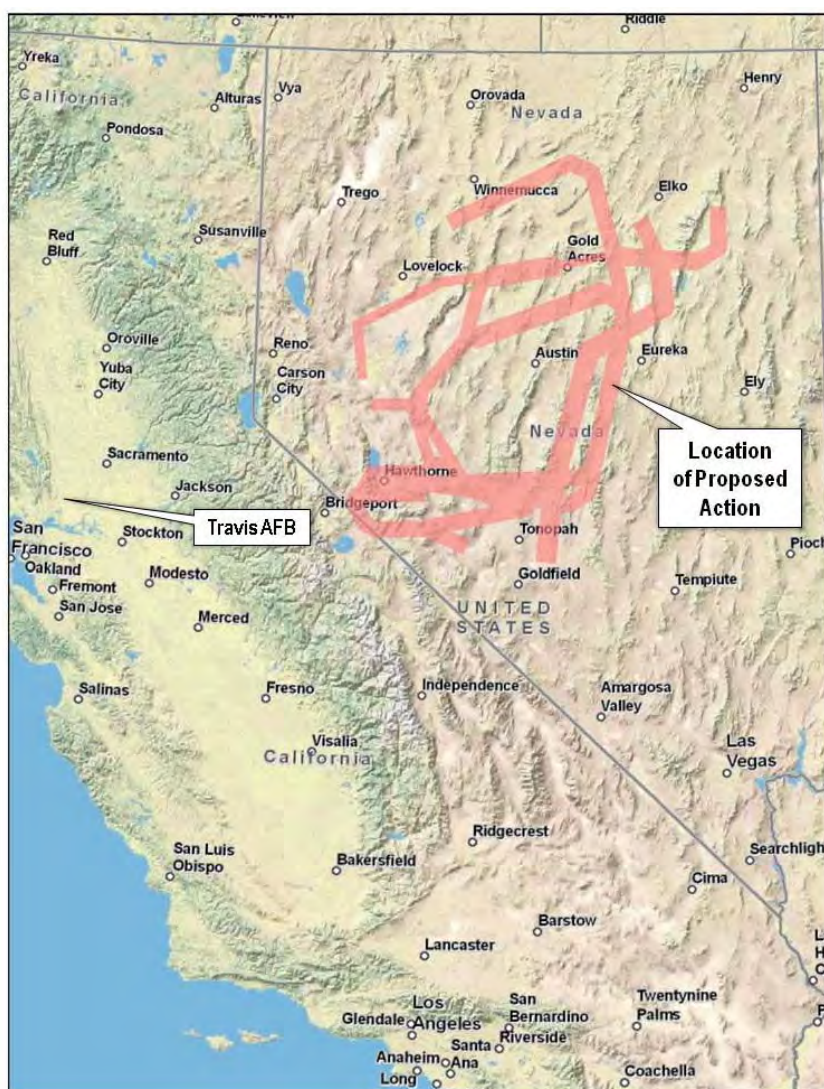 Riddle
Yreka
California
Alturas
Vya
Orovada
Nevada
Henry
Pondosa
Trego
Winnemucca
Elko
Susanville
Red
Bluff
Gold
Acres
Lovelock
Oroville
Yuba
City
Reno
Carson
City
Austin
Eureka
Ely
Nevada
Location
of Proposed
Action
Sacramento
Jackson
Hawthorne
Bridgeport
Travis AFB
San
Francisco
Oakland
Stockton
Fremont
San Jose
Modesto
Merced
Tonopah
Goldfield
Pioch
Tempiute
UNITED
STATES
Salinas
Fresno
Independence
Amargosa
Valley
Visalia
California
Las
Vegas
San Luis
Obispo
Bakersfield
Ridgecrest
Searchligh
Cima
Barstow
Lancaster
L
H
C
Los
Angeles
Glendale
San
Bernardino
Riverside
Twentynine
Palms
Santa
Ana
Anaheim
Long
Coachella